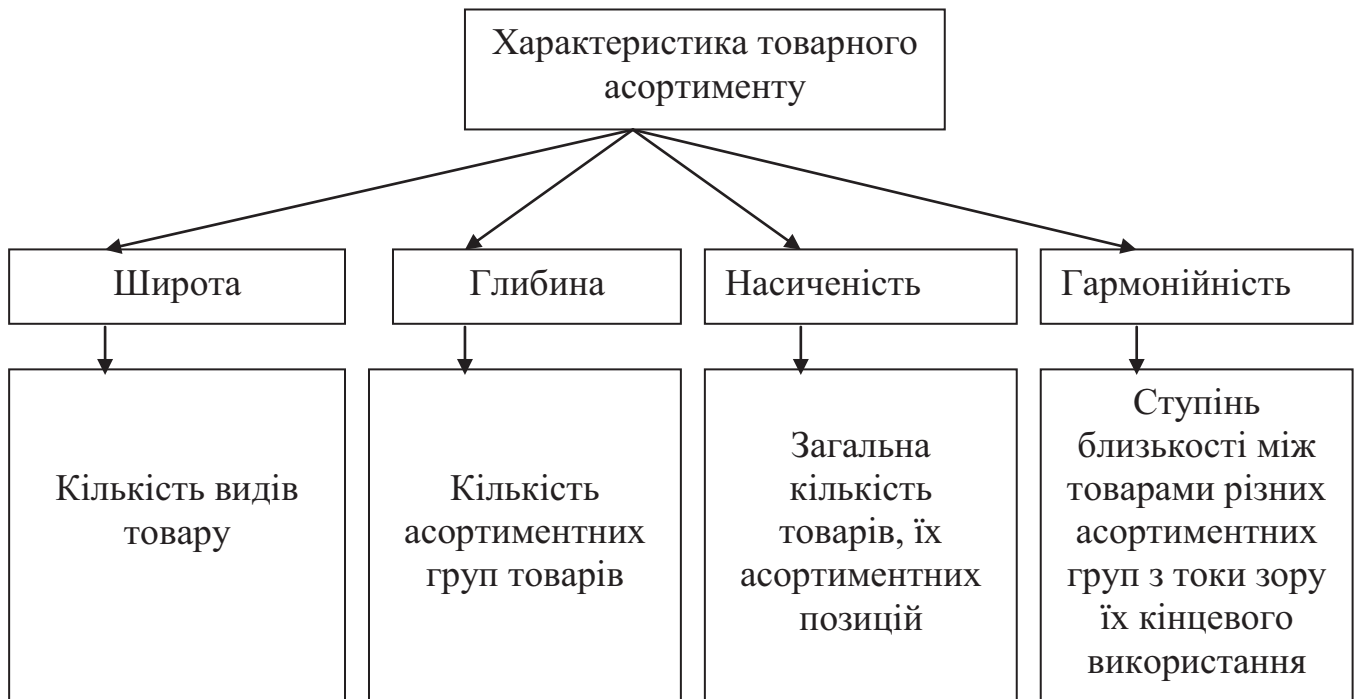 Характеристика товарного
асортименту
Широта
Глибина
Насиченість
Гармонійність
Кількість видів
товару
Кількість
асортиментних
груп товарів
Загальна
кількість
товарів, їх
асортиментних
позицій
Ступінь
близькості між
товарами різних
асортиментних
груп з токи зору
їх кінцевого
використання